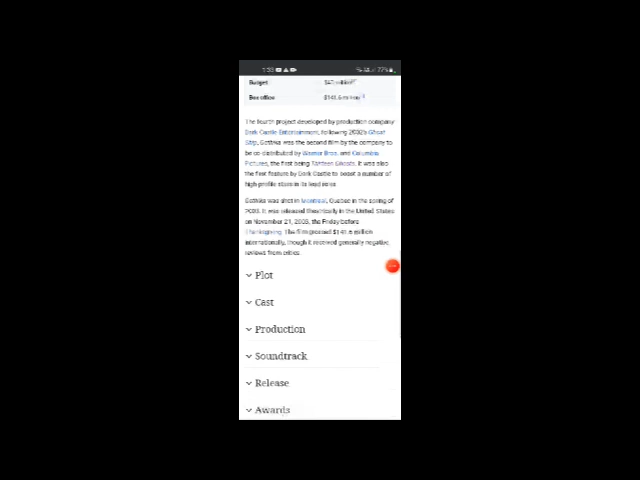 Budget
Box office
The fourth project developed by production company
Dark Castle Entertainment, following 2002's Ghost
Ship, Gothika was the second film by the company to
be co-distributed by Warner Bros. and Columbia
Pictures, the first being Thirteen Ghosts. It was also
the first feature by Dark Castle to boast a number of
high-profile stars in its lead roles.
Gothika was shot in Montreal, Quebec in the spring of
2003. It was released theatrically in the United States
on November 21, 2003, the Friday before
Thanksgiving. The film grossed $141.6 million
internationally, though it received generally negative
reviews from critics.
Plot
Cast
Production
Soundtrack
Release
Awards